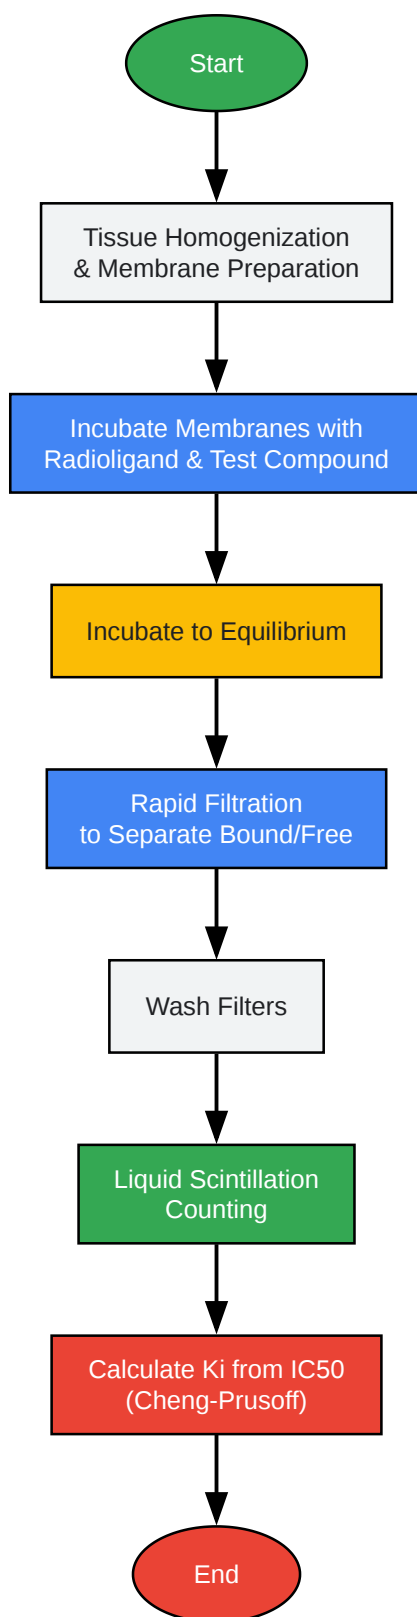 Start
Tissue Homogenization
& Membrane Preparation
Incubate Membranes with
Radioligand & Test Compound
Incubate to Equilibrium
Rapid Filtration
to Separate Bound/Free
Wash Filters
Liquid Scintillation
Counting
Calculate Ki from IC50
(Cheng-Prusoff)
End